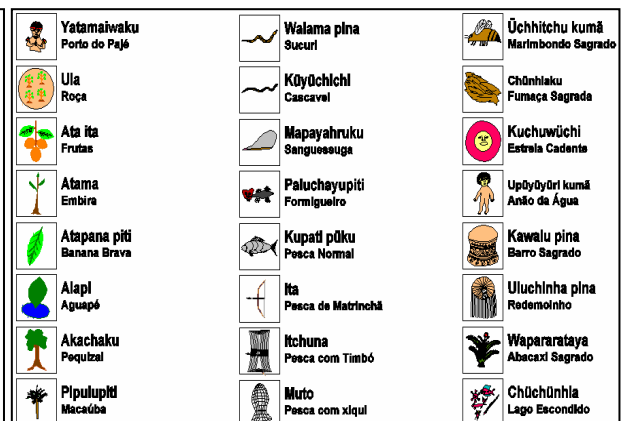 Yatamaiwaku
Porto do Pajé
Ula
Roça
Ata ita
Frutas
Atama
Embira
Atapana piti
Banana Brava
Alapi
Aguapé
Akachaku
Pequizal
Pipulupiti
Macaúba
Walama pina
Sucuri
Küyüchichi
Cascavel
Mapayahruku
Sanguessuga
Paluchayupiti
Formigueiro
Kupati püku
Pesca Normal
Ita
Pesca de Matrinchã
Itchuna
Pesca com Timbó
Muto
Pesca com xiqui
Üchhitchu kumã
Marimbondo Sagrado
Chünhiaku
Fumaça Sagrada
Kuchuwüchi
Estrela Cadente
Upüyüyüri kumã
Anão da Água
Kawalu pina
Barro Sagrado
Uluchinha pina
Redemoinho
Wapararataya
Abacaxi Sagrado
Chüchünhia
Lago Escondido